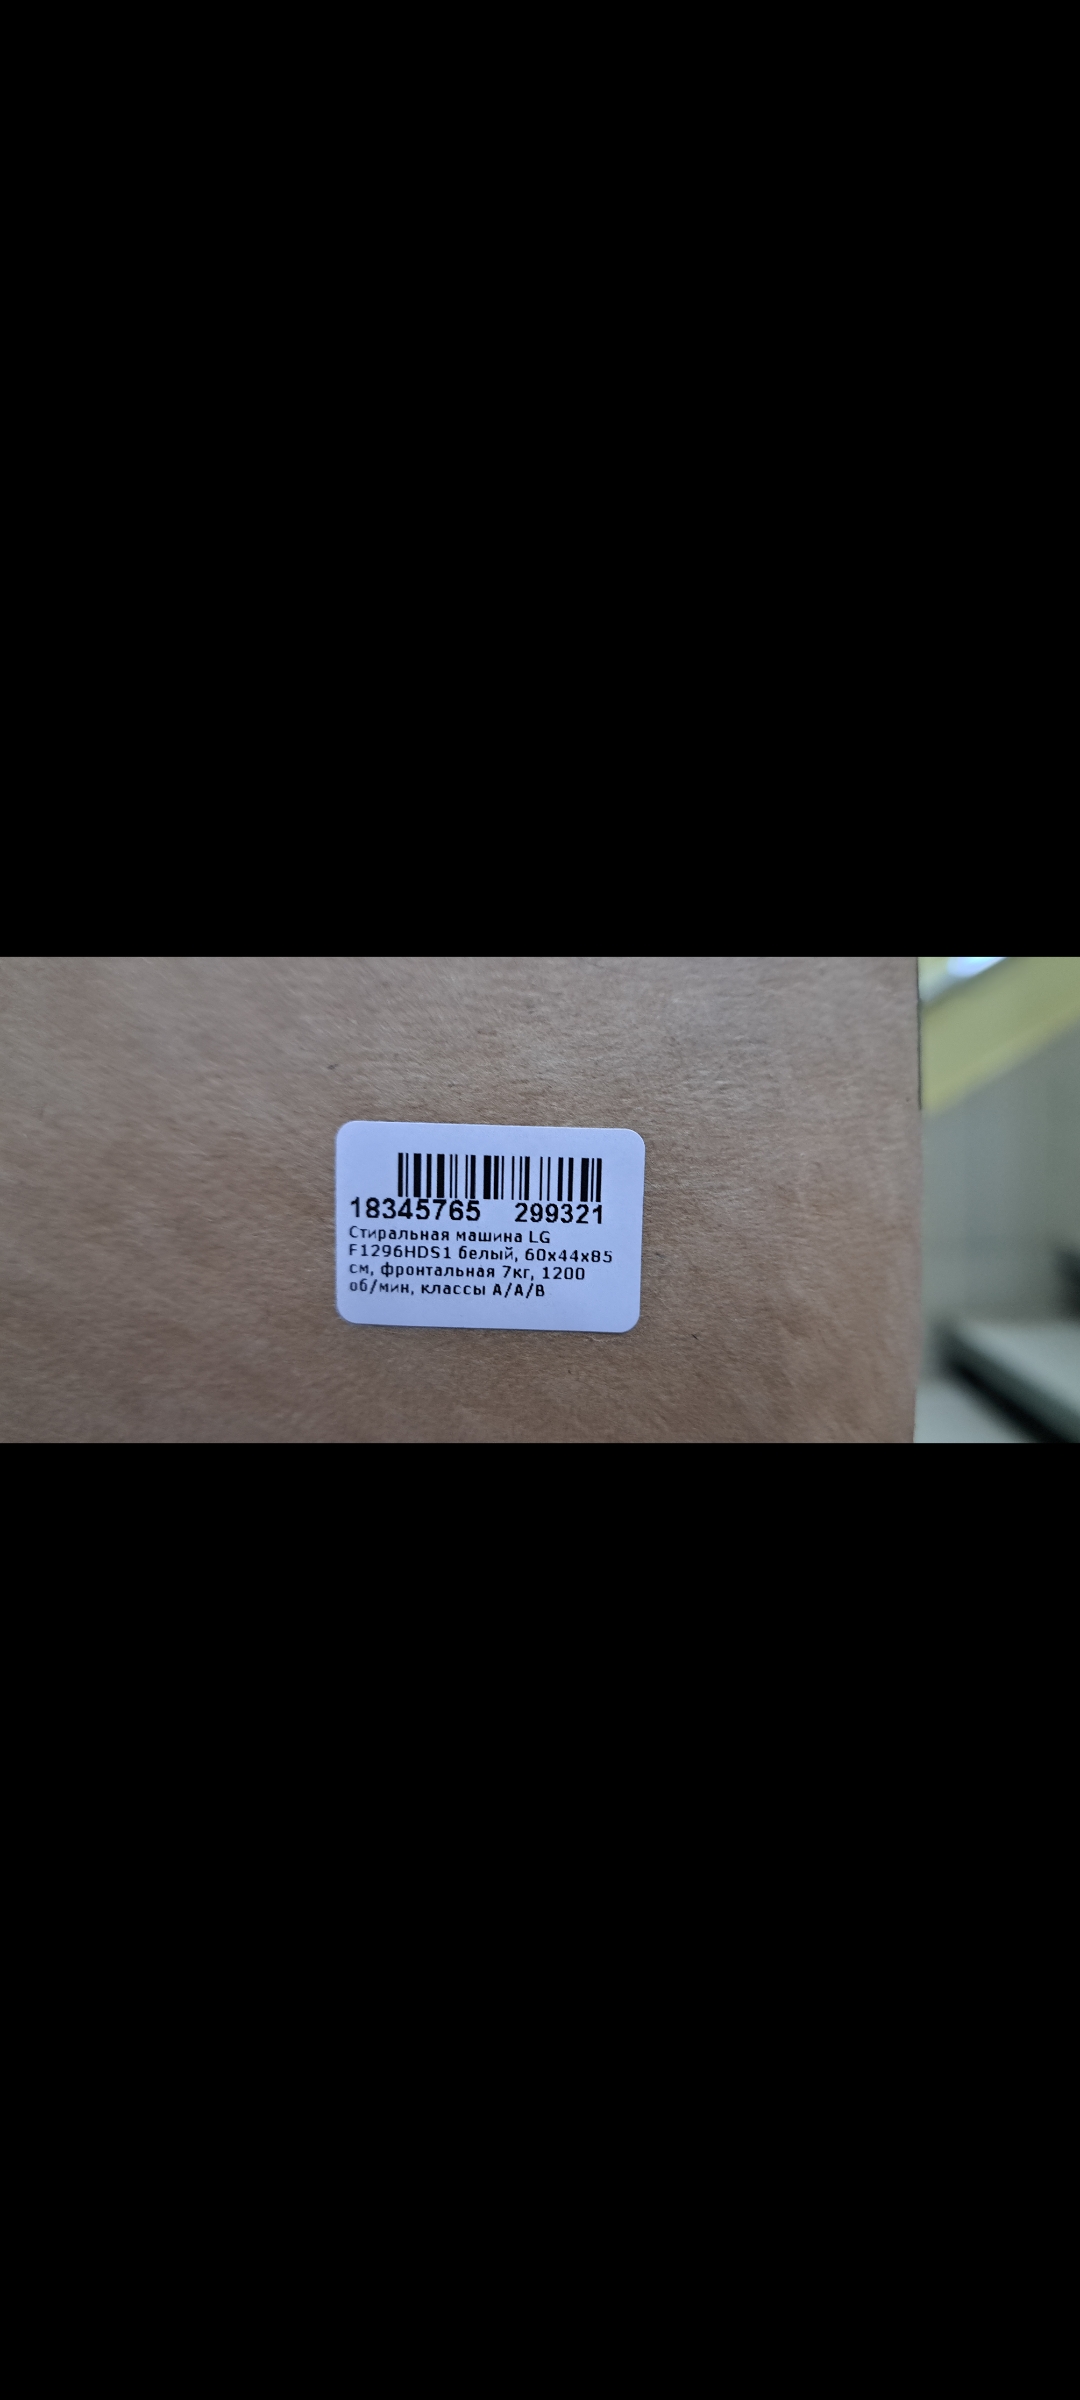 18345765 299321
Стиральная машина LG
F1296HDS1 белый, 60x44x85
см, фронтальная 7кг, 1200
об/мин, классы A/A/B